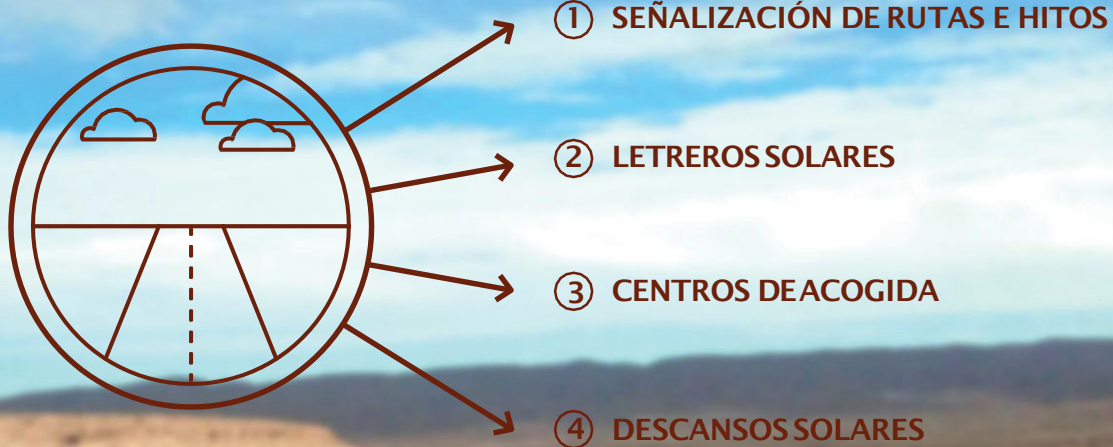 ① SEÑALIZACIÓN DE RUTAS E HITOS
② LETREROS SOLARES
③ CENTROS DE ACOGIDA
④ DESCANSOS SOLARES